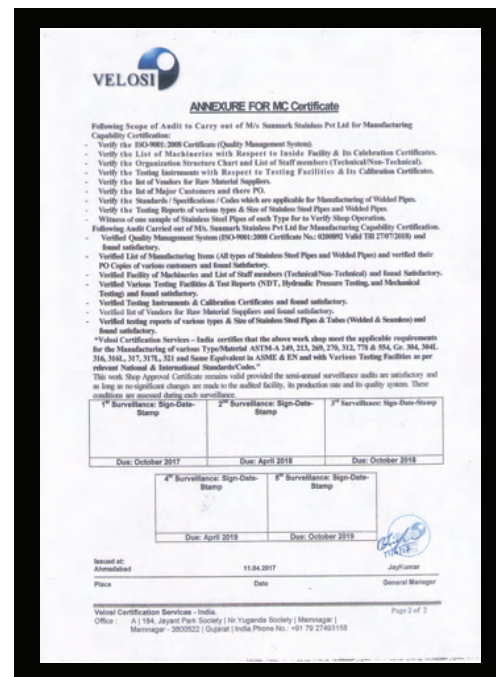 VELOSI
ANNEXURE FOR MC Certificate
Following Scope of Audit to Carry out of M/s Sunmark Stainless Pvt Ltd for Manufacturing
Capability Certification:
- Verify the ISO-9001: 2008 Certificate (Quality Management System).
- Verify the List of Machineries with Respect to Inside Facility & Its Celebration Certificates.
- Verify the Organization Structure Chart and List of Staff members (Technical/Non-Technical).
- Verify the Testing Instruments with Respect to Testing Facilities & Its Calibration Certificates.
- Verify the list of Vendors for Raw Material Suppliers.
- Verify the list of Major Customers and there PO.
- Verify the Standards / Specifications / Codes which are applicable for Manufacturing of Welded Pipes.
- Verify the Testing Reports of various types & Size of Stainless Steel Pipes and Welded Pipes.
- Witness of one sample of Stainless Steel Pipes of each Type for to Verify Shop Operation.
Following Audit Carried out of M/s. Sunmark Stainless Pvt Ltd for Manufacturing Capability Certification.
- Verified Quality Management System (ISO-9001:2008 Certificate No.: 0200892 Valid Till 27/07/2018) and
found satisfactory.
- Verified List of Manufacturing Items (All types of Stainless Steel Pipes and Welded Pipes) and verified their
PO Copies of various customers and found satisfactory.
- Verified Facility of Machineries and List of Staff members (Technical/Non-Technical) and found Satisfactory.
- Verified Various Testing Facilities & Test Reports (NDT, Hydraulic Pressure Testing, and Mechanical
Testing) and found satisfactory.
- Verified Testing Instruments & Calibration Certificates and found satisfactory.
- Verified list of Vendors for Raw Material Suppliers and found satisfactory.
- Verified testing reports of various types & Size of Stainless Steel Pipes & Tubes (Welded & Seamless) and
found satisfactory.
"Velosi Certification Services – India certifies that the above work shop meet the applicable requirements
for the Manufacturing of various Type/Material ASTM-A 249, 213, 269, 270, 312, 778 & 554, Gr. 304, 304L
316, 316L, 317, 317L, 321 and Same Equivalent in ASME & EN and with Various Testing Facilities as per
relevant National & International Standards/Codes."
This work Shop Approval Certificate remains valid provided the semi-annual surveillance audits are satisfactory and
as long as no significant changes are made to the audited facility, its production rate and its quality system. These
conditions are assessed during each surveillance.
1st Surveillance: Sign-Date-Stamp
2nd Surveillance: Sign-Date-Stamp
3rd Surveillance: Sign-Date-Stamp
Due: October 2017
Due: April 2018
Due: October 2018
4th Surveillance: Sign-Date-Stamp
5th Surveillance: Sign-Date-Stamp
Due: April 2019
Due: October 2019
Issued at:
Ahmadabad
11.04.2017
JayKumar
Place
Date
General Manager
Velosi Certification Services - India.
Page 2 of 2
Office : A | 184, Jayant Park Society | Nr.Yuganda Society | Memnagar |
Memnagar - 3800522 | Gujarat | India.Phone No.: +91 79 27493158